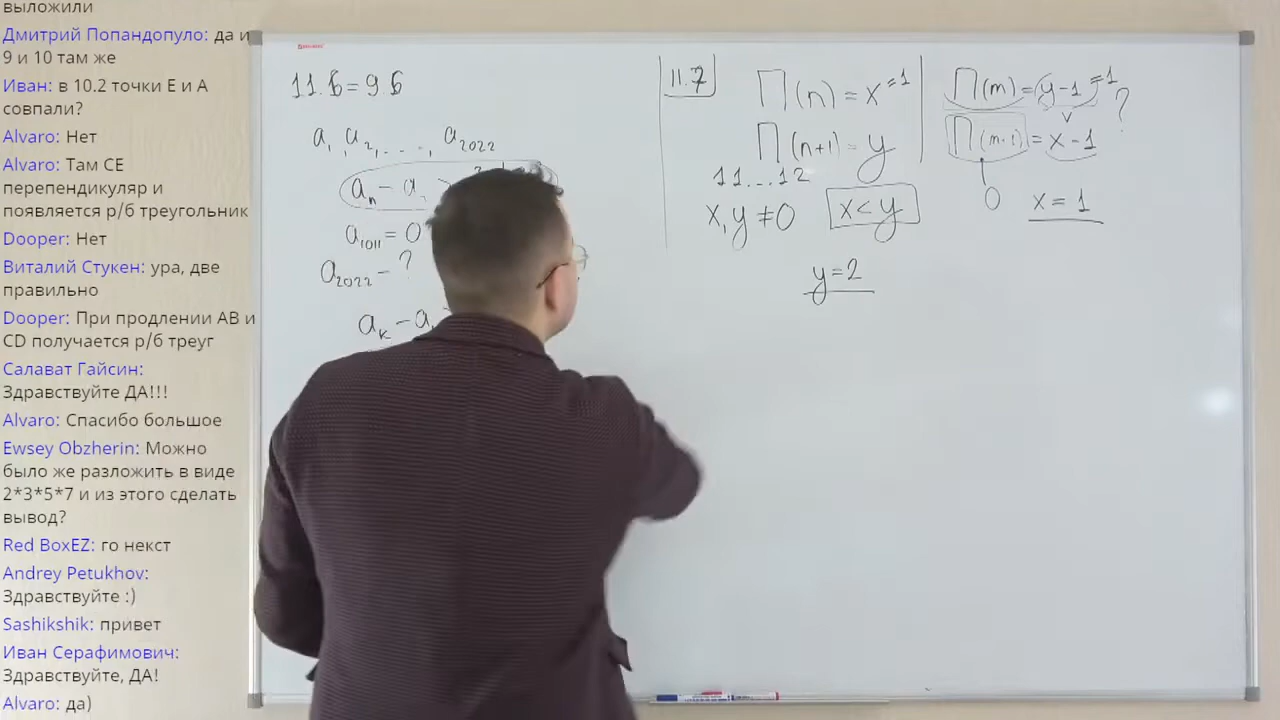 выложили
Дмитрий Попандопуло: да и
9 и 10 там же
Иван: в 10.2 точки Е и А
совпали?
Alvaro: Нет
Alvaro: Там СЕ
перепендикуляр и
появляется р/б треугольник
Dooper: Нет
Виталий Стукен: ура, две
правильно
Dooper: При продлении АВ и
CD получается р/б треуг
Салават Гайсин:
Здравствуйте ДА!!!
Alvaro: Спасибо большое
Ewsey Obzherin: Можно
было же разложить в виде
2*3*5*7 и из этого сделать
вывод?
Red BoxEZ: го некст
Andrey Petukhov:
Здравствуйте :)
Sashikshik: привет
Иван Серафимович:
Здравствуйте, ДА!
Alvaro: да)
11.6 = 9.6
a₁, a₂, ..., a₂₀₂₂
a₁₀₁₁ = 0
a₂₀₂₂ - ?
11.7
П(n) = x = 1
П(n+1) = y
11...12
x, y ≠ 0
x < y
y = 2
П(m) = y - 1 = 1
?
П(m-1) = x - 1
0
x = 1